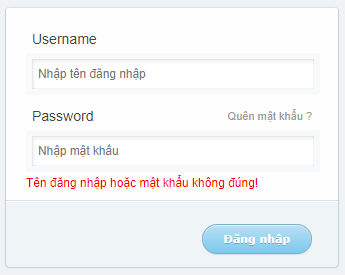 Username
Nhập tên đăng nhập
Password
Quên mật khẩu ?
Nhập mật khẩu
Tên đăng nhập hoặc mật khẩu không đúng!
Đăng nhập